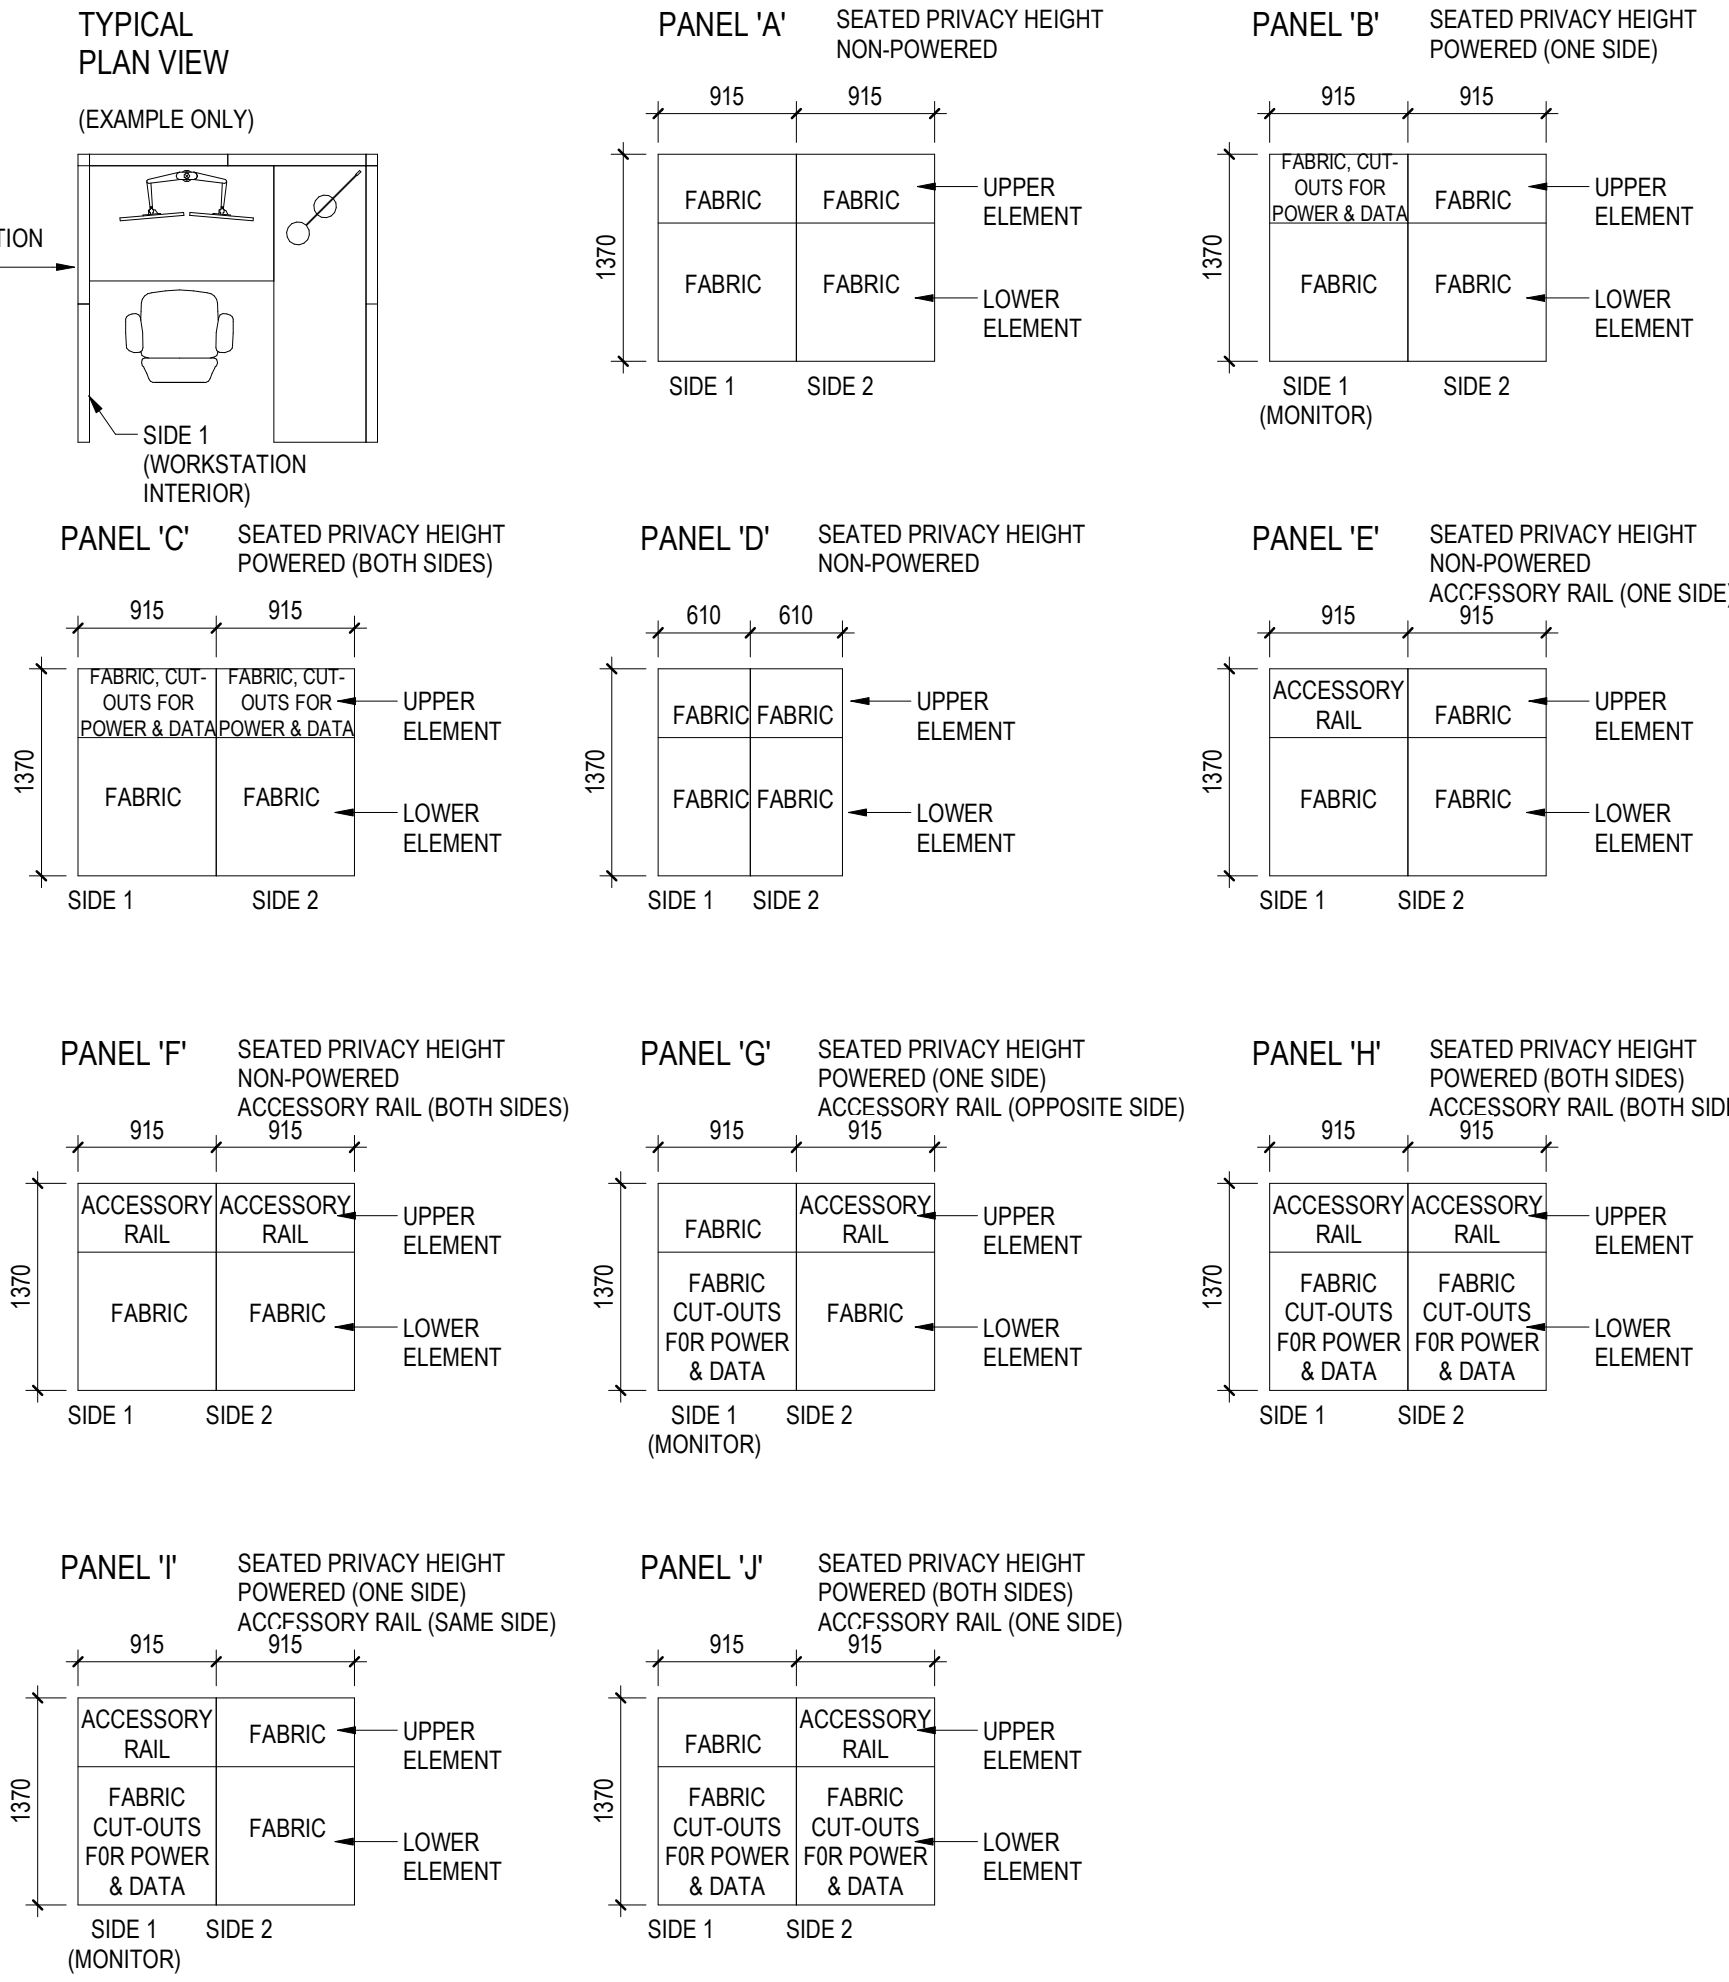 TYPICAL
PLAN VIEW
(EXAMPLE ONLY)
TION
SIDE 1
(WORKSTATION
INTERIOR)
PANEL 'A'
SEATED PRIVACY HEIGHT
NON-POWERED
915 915
1370
FABRIC FABRIC
UPPER
ELEMENT
FABRIC FABRIC
LOWER
ELEMENT
SIDE 1 SIDE 2
PANEL 'B'
SEATED PRIVACY HEIGHT
POWERED (ONE SIDE)
915 915
1370
FABRIC, CUT-
OUTS FOR
POWER & DATA
FABRIC
UPPER
ELEMENT
FABRIC FABRIC
LOWER
ELEMENT
SIDE 1
(MONITOR)
SIDE 2
PANEL 'C'
SEATED PRIVACY HEIGHT
POWERED (BOTH SIDES)
915 915
1370
FABRIC, CUT-
OUTS FOR
POWER & DATA
FABRIC, CUT-
OUTS FOR
POWER & DATA
UPPER
ELEMENT
FABRIC FABRIC
LOWER
ELEMENT
SIDE 1 SIDE 2
PANEL 'D'
SEATED PRIVACY HEIGHT
NON-POWERED
610 610
1370
FABRIC FABRIC
UPPER
ELEMENT
FABRIC FABRIC
LOWER
ELEMENT
SIDE 1 SIDE 2
PANEL 'E'
SEATED PRIVACY HEIGHT
NON-POWERED
ACCESSORY RAIL (ONE SIDE)
915 915
1370
ACCESSORY
RAIL
FABRIC
UPPER
ELEMENT
FABRIC FABRIC
LOWER
ELEMENT
SIDE 1 SIDE 2
PANEL 'F'
SEATED PRIVACY HEIGHT
NON-POWERED
ACCESSORY RAIL (BOTH SIDES)
915 915
1370
ACCESSORY
RAIL
ACCESSORY
RAIL
UPPER
ELEMENT
FABRIC FABRIC
LOWER
ELEMENT
SIDE 1 SIDE 2
PANEL 'G'
SEATED PRIVACY HEIGHT
POWERED (ONE SIDE)
ACCESSORY RAIL (OPPOSITE SIDE)
915 915
1370
FABRIC
ACCESSORY
RAIL
UPPER
ELEMENT
FABRIC
CUT-OUTS
F0R POWER
& DATA
FABRIC
LOWER
ELEMENT
SIDE 1
(MONITOR)
SIDE 2
PANEL 'H'
SEATED PRIVACY HEIGHT
POWERED (BOTH SIDES)
ACCESSORY RAIL (BOTH SID
915 915
1370
ACCESSORY
RAIL
ACCESSORY
RAIL
UPPER
ELEMENT
FABRIC
CUT-OUTS
F0R POWER
& DATA
FABRIC
CUT-OUTS
F0R POWER
& DATA
LOWER
ELEMENT
SIDE 1 SIDE 2
PANEL 'I'
SEATED PRIVACY HEIGHT
POWERED (ONE SIDE)
ACCESSORY RAIL (SAME SIDE)
915 915
1370
ACCESSORY
RAIL
FABRIC
UPPER
ELEMENT
FABRIC
CUT-OUTS
F0R POWER
& DATA
FABRIC
LOWER
ELEMENT
SIDE 1
(MONITOR)
SIDE 2
PANEL 'J'
SEATED PRIVACY HEIGHT
POWERED (BOTH SIDES)
ACCESSORY RAIL (ONE SIDE)
915 915
1370
FABRIC
ACCESSORY
RAIL
UPPER
ELEMENT
FABRIC
CUT-OUTS
F0R POWER
& DATA
FABRIC
CUT-OUTS
F0R POWER
& DATA
LOWER
ELEMENT
SIDE 1 SIDE 2